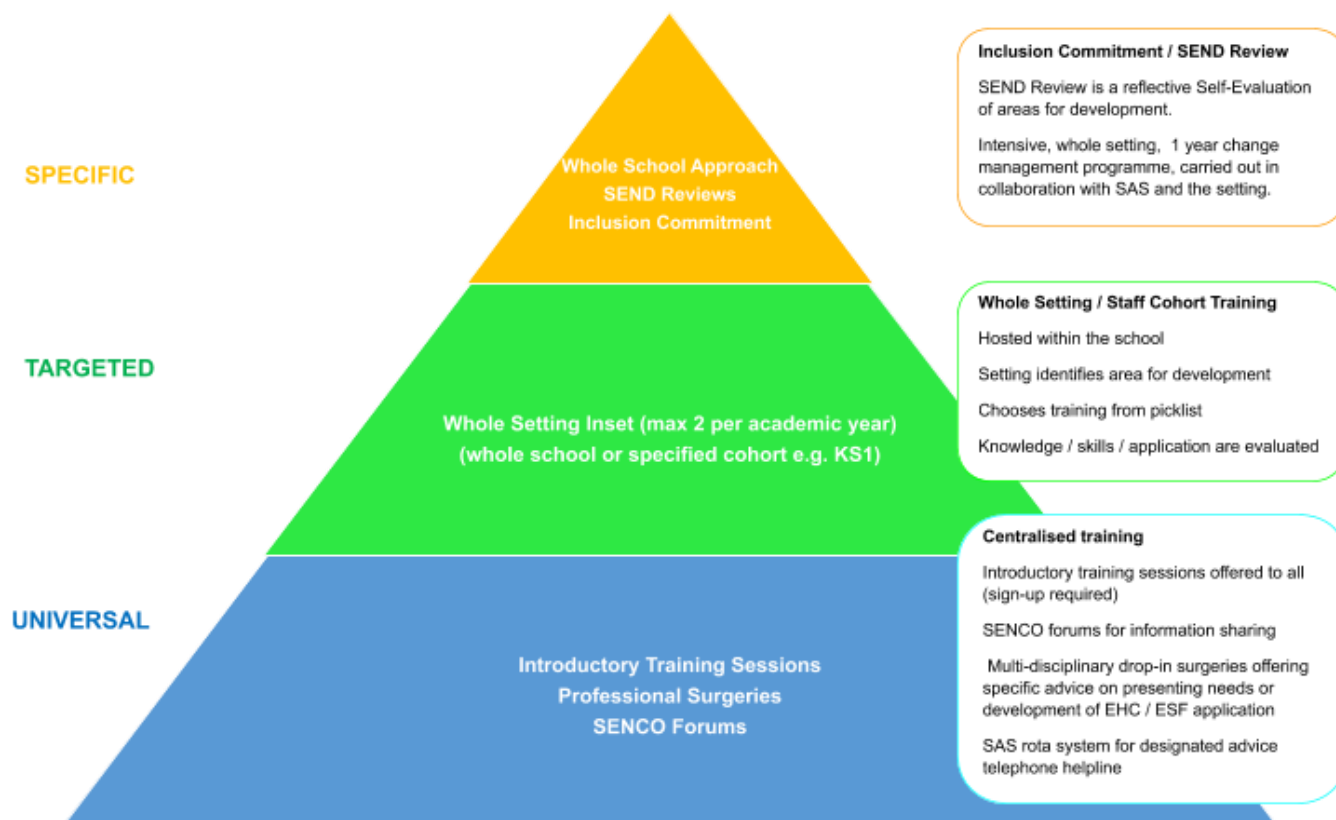 SPECIFIC
Whole School Approach
SEND Reviews
Inclusion Commitment
Inclusion Commitment / SEND Review
SEND Review is a reflective Self-Evaluation
of areas for development.
Intensive, whole setting, 1 year change
management programme, carried out in
collaboration with SAS and the setting.
TARGETED
Whole Setting Inset (max 2 per academic year)
(whole school or specified cohort e.g. KS1)
Whole Setting / Staff Cohort Training
Hosted within the school
Setting identifies area for development
Chooses training from picklist
Knowledge / skills / application are evaluated
UNIVERSAL
Introductory Training Sessions
Professional Surgeries
SENCO Forums
Centralised training
Introductory training sessions offered to all
(sign-up required)
SENCO forums for information sharing
Multi-disciplinary drop-in surgeries offering
specific advice on presenting needs or
development of EHC / ESF application
SAS rota system for designated advice
telephone helpline